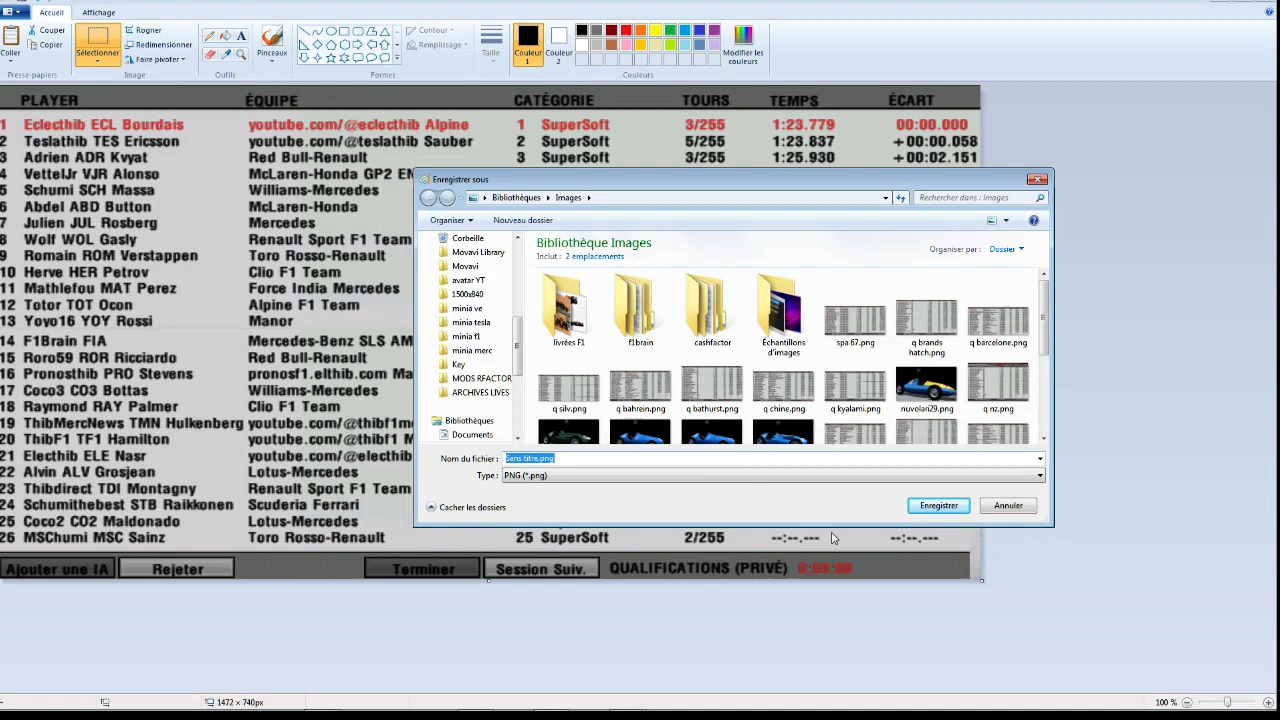 Accueil Affichage
Coller
Couper
Copier
Presse-papiers
Sélectionner
Rogner
Redimensionner
Faire pivoter
Image
A
Outils
Pinceaux
Contour
Remplissage
Formes
Taille
Couleur 1
Couleur 2
Modifier les couleurs
Couleurs
PLAYER ÉQUIPE CATÉGORIE TOURS TEMPS ÉCART
1 Eclecthib ECL Bourdais youtube.com/@eclecthib Alpine 1 SuperSoft 3/255 1:23.779 00:00.000
2 Teslathib TES Ericsson youtube.com/@teslathib Sauber 2 SuperSoft 5/255 1:23.837 +00:00.058
3 Adrien ADR Kvyat Red Bull-Renault 3 SuperSoft 3/255 1:25.930 +00:02.151
4 VettelJr VJR Alonso McLaren-Honda GP2 EN
5 Schumi SCH Massa Williams-Mercedes
6 Abdel ABD Button McLaren-Honda
7 Julien JUL Rosberg Mercedes
8 Wolf WOL Gasly Renault Sport F1 Team
9 Romain ROM Verstappen Toro Rosso-Renault
10 Herve HER Petrov Clio F1 Team
11 Mathlefou MAT Perez Force India Mercedes
12 Totor TOT Ocon Alpine F1 Team
13 Yoyo16 YOY Rossi Manor
14 F1Brain FIA Mercedes-Benz SLS AM
15 Roro59 ROR Ricciardo Red Bull-Renault
16 Pronosthib PRO Stevens pronosf1.elthib.com Ma
17 Coco3 CO3 Bottas Williams-Mercedes
18 Raymond RAY Palmer Renault Sport F1 Team
19 ThibMercNews TMN Hulkenberg youtube.com/@thibf1me
20 ThibF1 TF1 Hamilton youtube.com/@thibf1 M
21 Electhib ELE Nasr youtube.com/@electhib
22 Alvin ALV Grosjean Lotus-Mercedes
23 Thibdirect TDI Montagny Renault Sport F1 Team
24 Schumithebest STB Raikkonen Scuderia Ferrari
25 Coco2 CO2 Maldonado Lotus-Mercedes
26 MSChumi MSC Sainz Toro Rosso-Renault 25 SuperSoft 2/255 --:--.--- --:--.---
Ajouter une IA Rejeter Terminer Session Suiv. QUALIFICATIONS (PRIVÉ) 0:00:00
Enregistrer sous
Bibliothèques Images
Rechercher dans : Images
Organiser Nouveau dossier
Corbeille
Movavi Library
Movavi
avatar YT
1500x840
minia ve
minia tesla
minia f1
minia merc
Key
MODS RFACTOR
ARCHIVES LIVES
Bibliothèques
Documents
Bibliothèque Images
Inclut : 2 emplacements
Organiser par : Dossier
livrées F1
f1brain
cashfactor
Échantillons d'images
spa 67.png
q brands hatch.png
q barcelone.png
q silv.png
q bahrein.png
q bathurst.png
q chine.png
q kyalami.png
nuvolari29.png
q nz.png
Nom du fichier : Sans titre.png
Type : PNG (*.png)
Cacher les dossiers
Enregistrer
Annuler
1472 × 740px
100 %